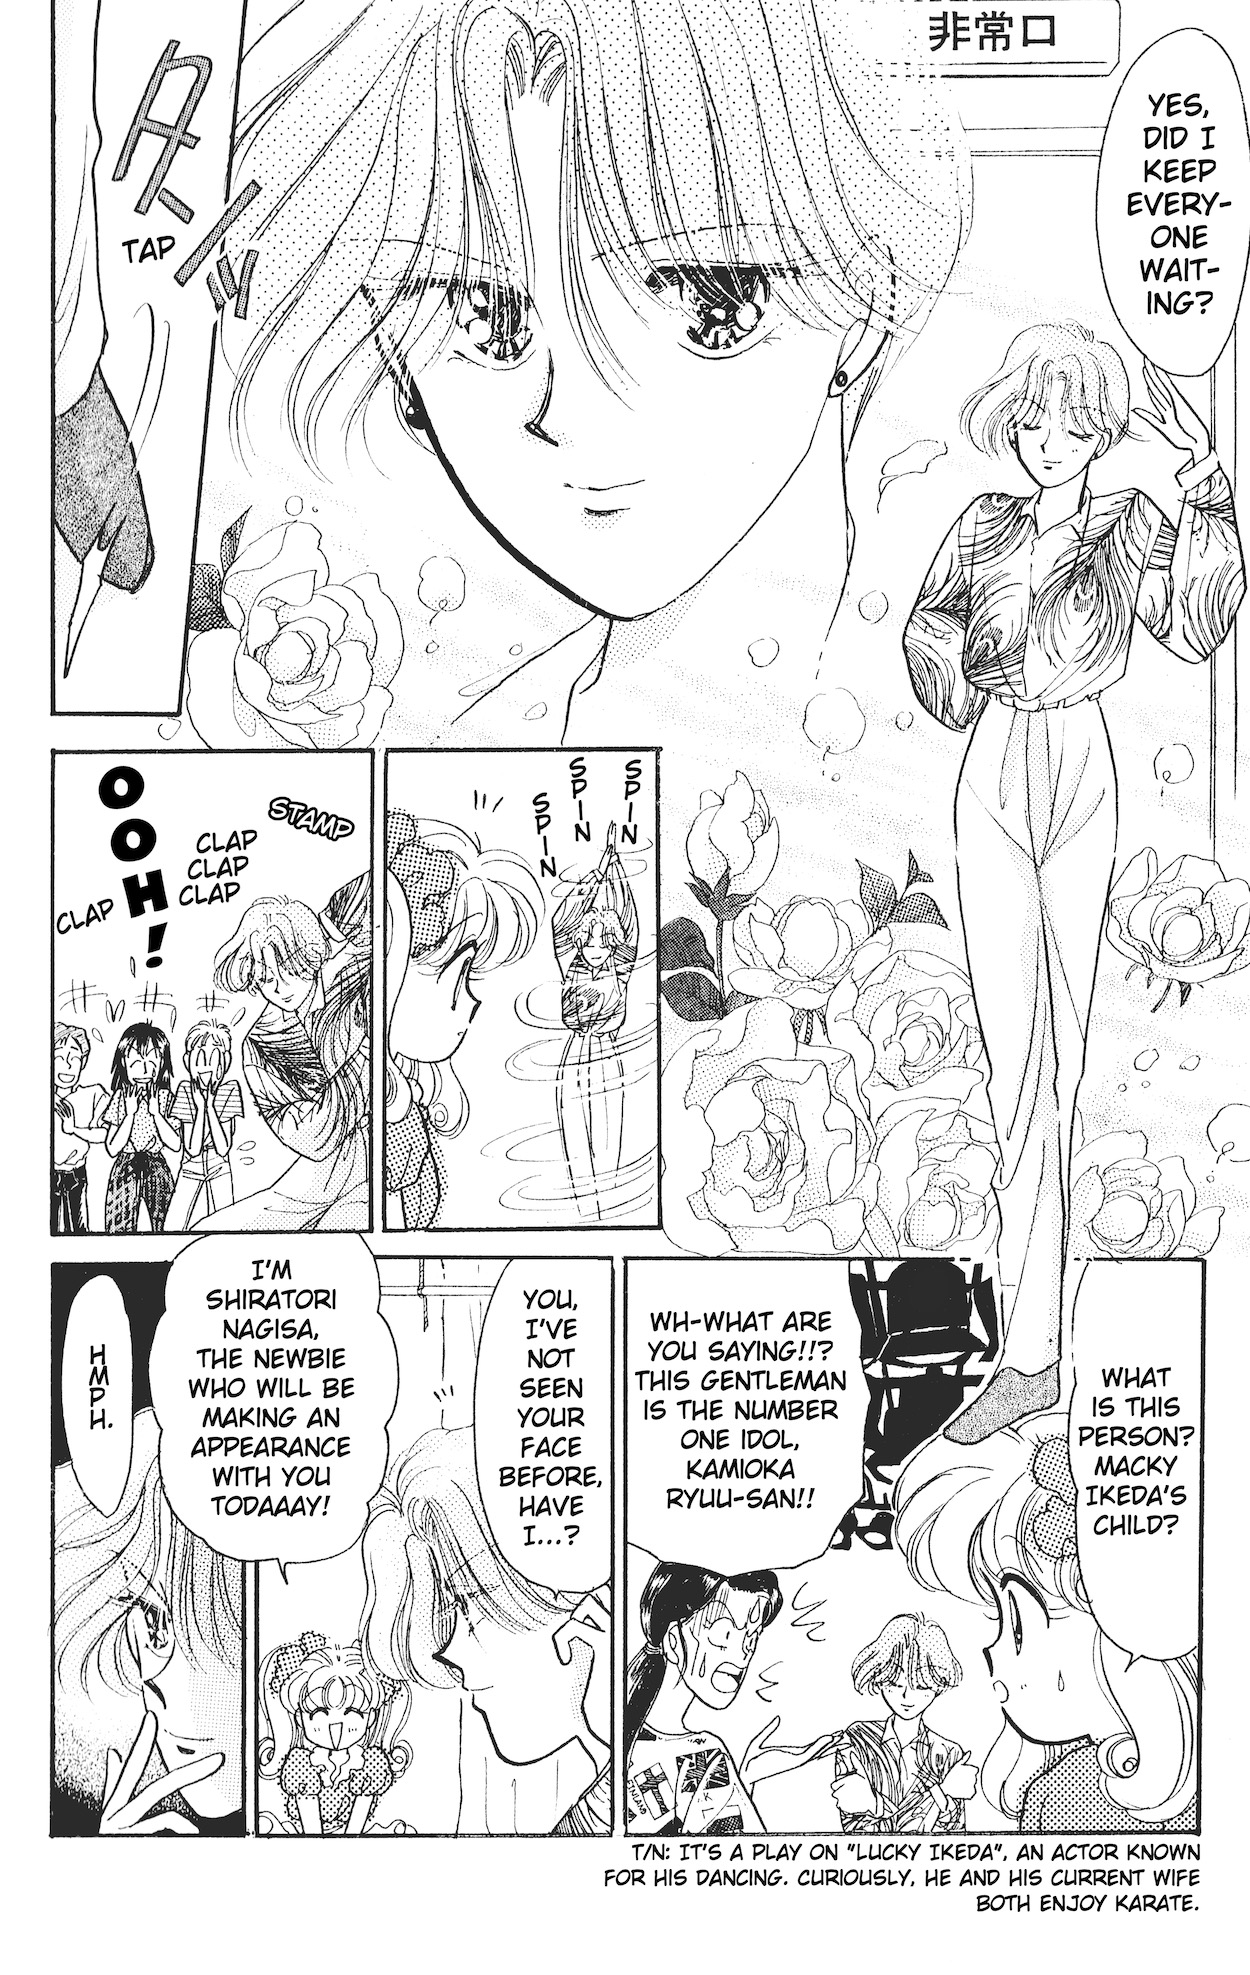 非常口
YES,
DID I
KEEP
EVERY-
ONE
WAIT-
ING?
ターン
TAP
SPIN
SPIN
SPIN
OOH!
STAMP
CLAP
CLAP
CLAP
CLAP
WHAT
IS THIS
PERSON?
MACKY
IKEDA'S
CHILD?
WH-WHAT ARE
YOU SAYING!!?
THIS GENTLEMAN
IS THE NUMBER
ONE IDOL,
KAMIOKA
RYUU-SAN!!
YOU,
I'VE
NOT
SEEN
YOUR
FACE
BEFORE,
HAVE
I...?
I'M
SHIRATORI
NAGISA,
THE NEWBIE
WHO WILL BE
MAKING AN
APPEARANCE
WITH YOU
TODAAAY!
HMPH.
T/N: IT'S A PLAY ON "LUCKY IKEDA", AN ACTOR KNOWN
FOR HIS DANCING. CURIOUSLY, HE AND HIS CURRENT WIFE
BOTH ENJOY KARATE.